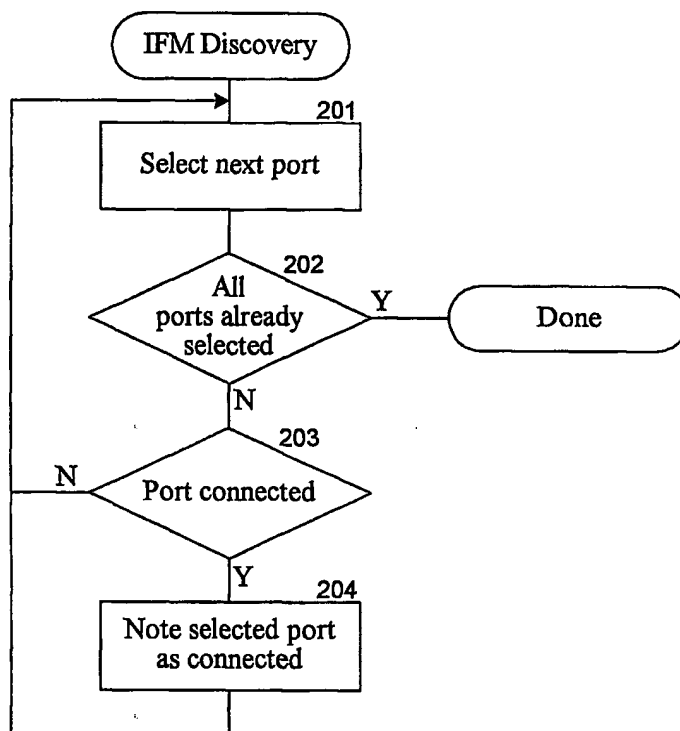 IFM Discovery
201
Select next port
202
All
ports already
selected
Y
Done
N
203
N
Port connected
Y
204
Note selected port
as connected